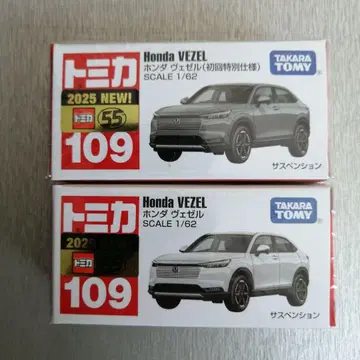 トミカ
2025 NEW!
トミカ 55
109
Honda VEZEL
ホンダ ヴェゼル(初回特別仕様)
SCALE 1/62
TAKARA TOMY
サスペンション
トミカ
109
Honda VEZEL
ホンダ ヴェゼル
SCALE 1/62
TAKARA TOMY
サスペンション